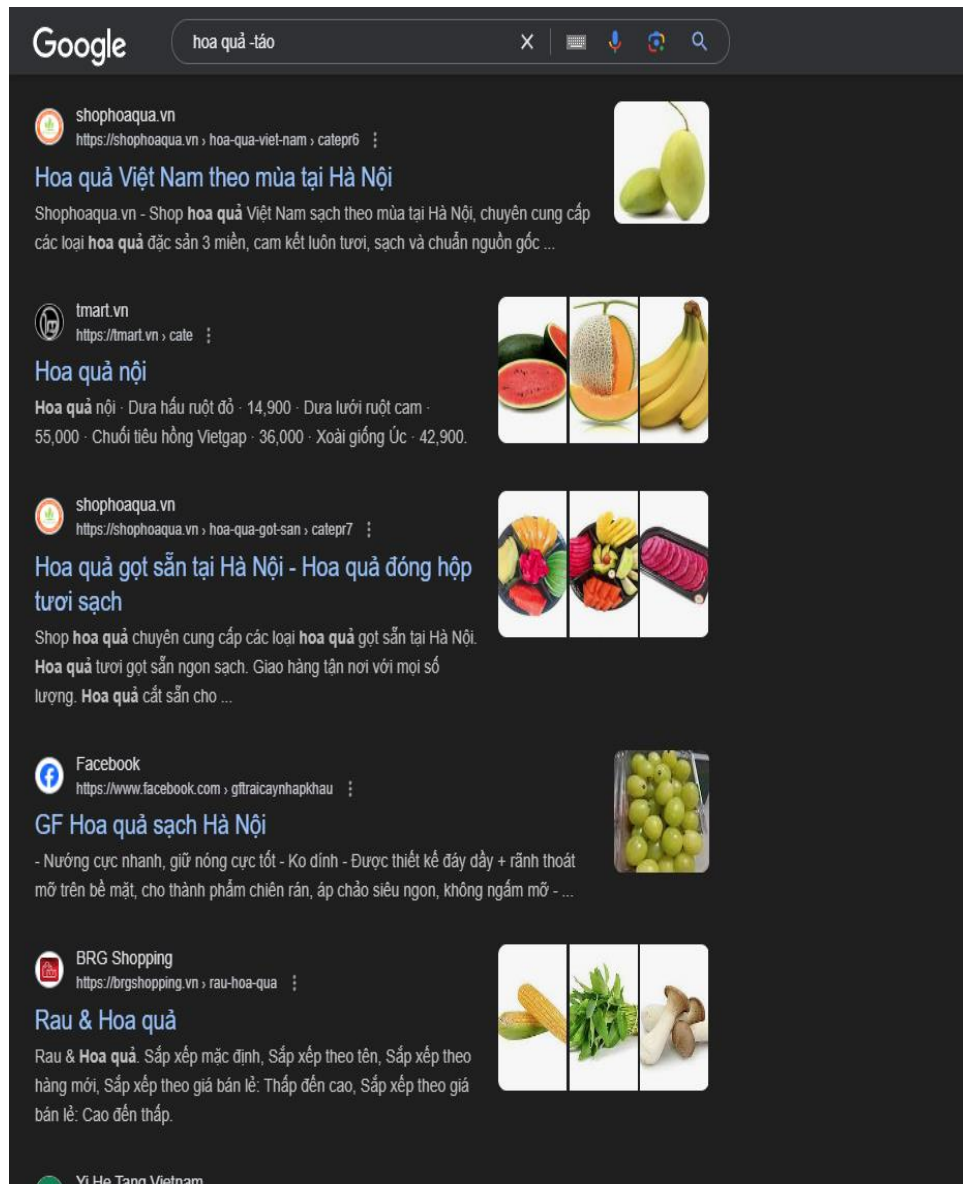 Google
hoa quả -táo
shophoaqua.vn
https://shophoaqua.vn › hoa-qua-viet-nam › catepr6
Hoa quả Việt Nam theo mùa tại Hà Nội
Shophoaqua.vn - Shop hoa quả Việt Nam sạch theo mùa tại Hà Nội, chuyên cung cấp
các loại hoa quả đặc sản 3 miền, cam kết luôn tươi, sạch và chuẩn nguồn gốc ...
tmart.vn
https://tmart.vn › cate
Hoa quả nội
Hoa quả nội · Dưa hấu ruột đỏ · 14,900 · Dưa lưới ruột cam ·
55,000 · Chuối tiêu hồng Vietgap · 36,000 · Xoài giống Úc · 42,900.
shophoaqua.vn
https://shophoaqua.vn › hoa-qua-got-san › catepr7
Hoa quả gọt sẵn tại Hà Nội - Hoa quả đóng hộp
tươi sạch
Shop hoa quả chuyên cung cấp các loại hoa quả gọt sẵn tại Hà Nội.
Hoa quả tươi gọt sẵn ngon sạch. Giao hàng tận nơi với mọi số
lượng. Hoa quả cắt sẵn cho ...
Facebook
https://www.facebook.com › gftraicaynhapkhau
GF Hoa quả sạch Hà Nội
- Nướng cực nhanh, giữ nóng cực tốt - Ko dính - Được thiết kế đáy dầy + rãnh thoát
mỡ trên bề mặt, cho thành phẩm chiên rán, áp chảo siêu ngon, không ngấm mỡ - ...
BRG Shopping
https://brgshopping.vn › rau-hoa-qua
Rau & Hoa quả
Rau & Hoa quả. Sắp xếp mặc định, Sắp xếp theo tên, Sắp xếp theo
hàng mới, Sắp xếp theo giá bán lẻ: Thấp đến cao, Sắp xếp theo giá
bán lẻ: Cao đến thấp.
Yi He Tang Vietnam